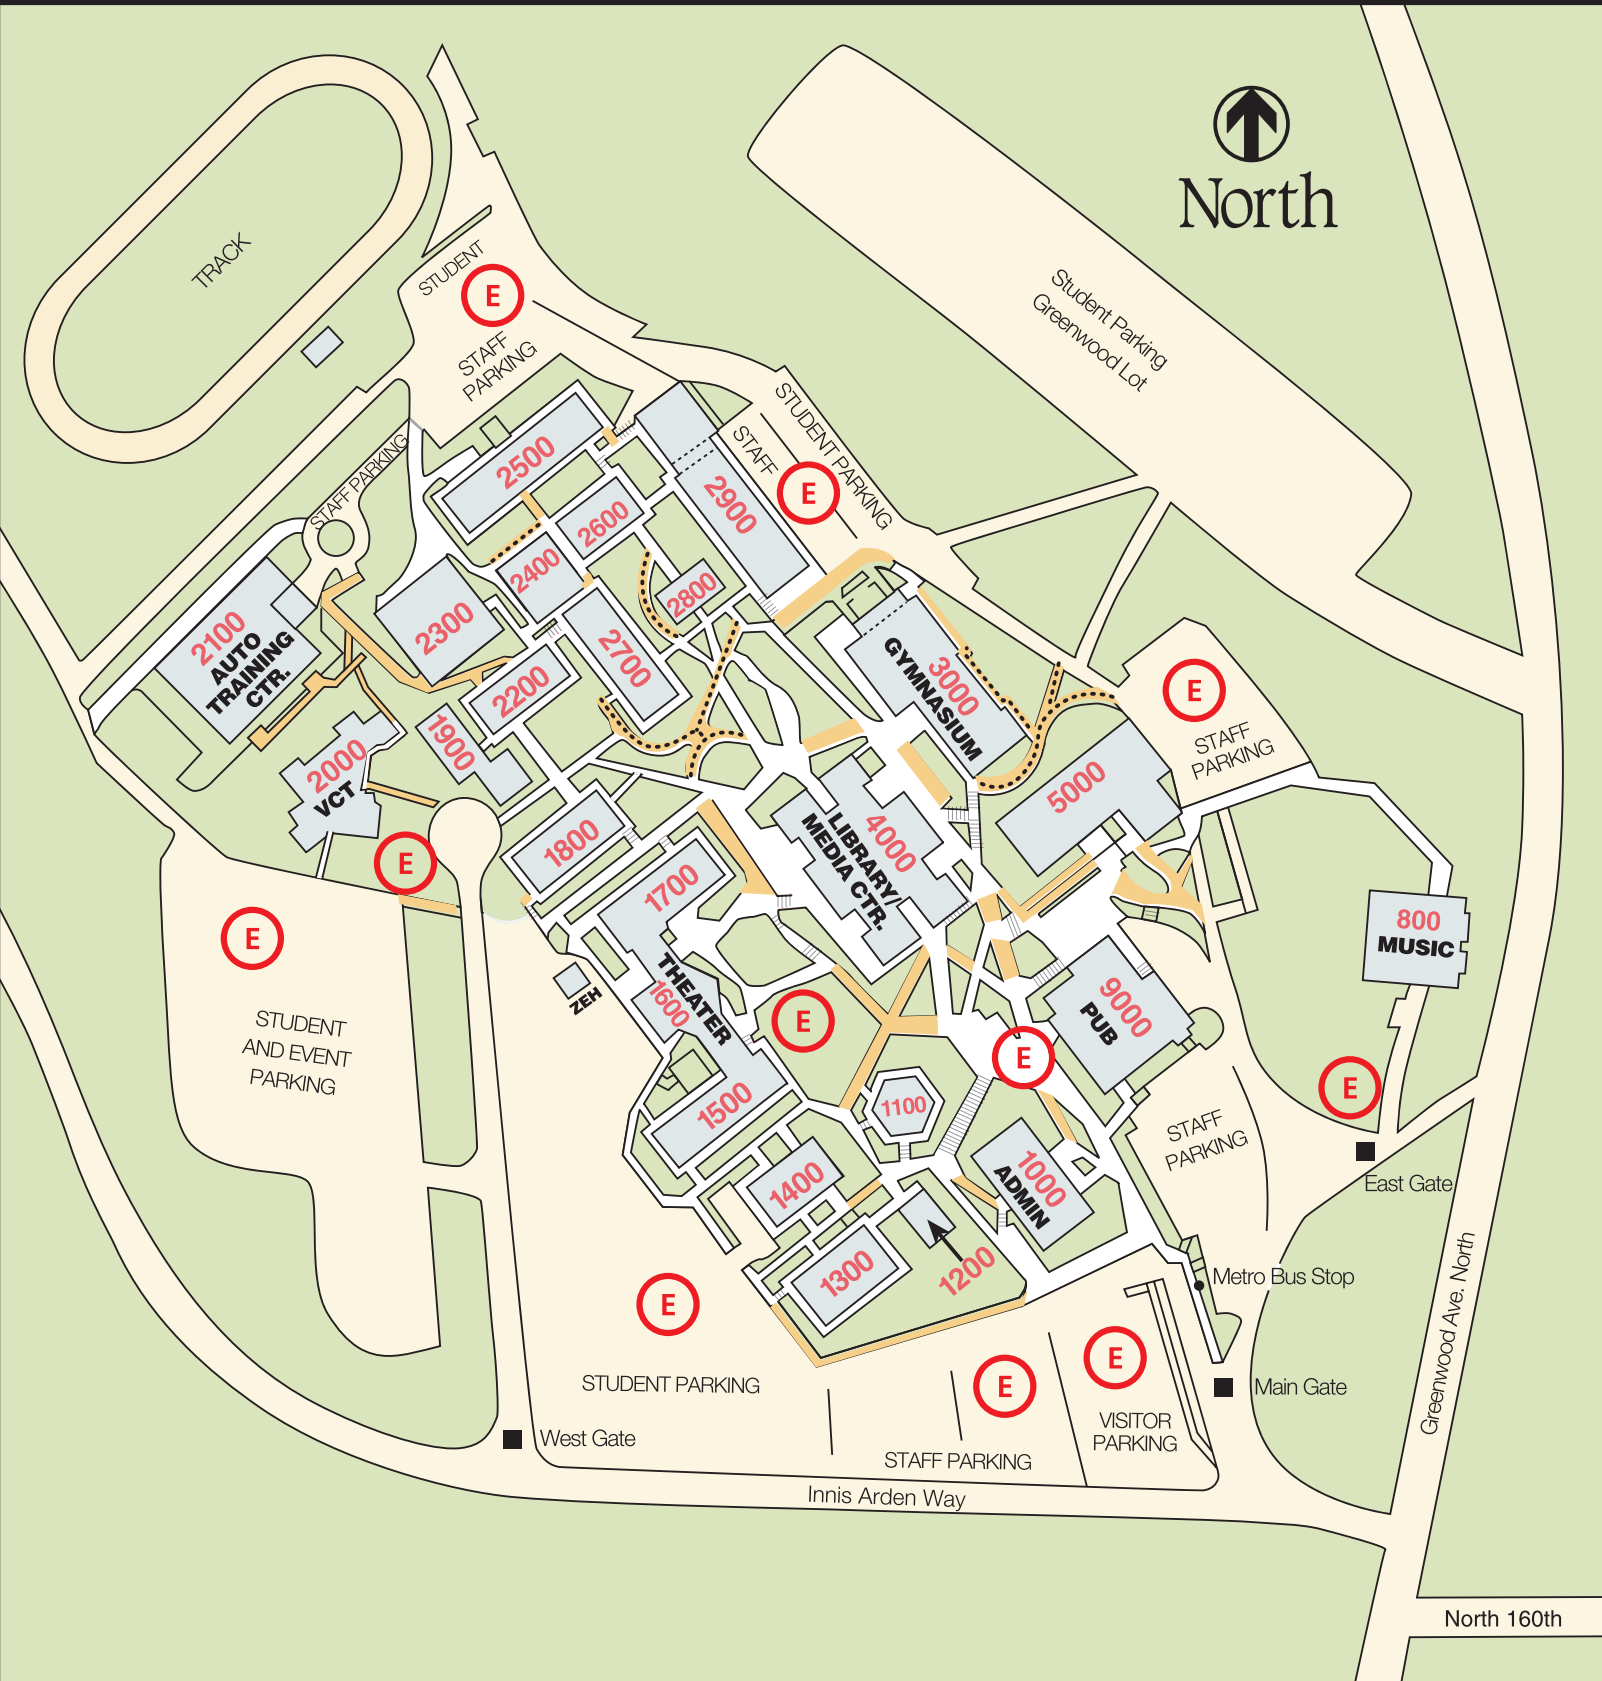 North
TRACK
STUDENT
E
STAFF
PARKING
Student Parking
Greenwood Lot
STUDENT PARKING
STAFF
E
STAFF PARKING
2500
2600
2900
2400
2800
2300
2700
2100
AUTO
TRAINING
CTR.
2200
1900
2000
VCT
3000
GYMNASIUM
E
STAFF
PARKING
5000
4000
LIBRARY/
MEDIA CTR.
1800
1700
E
E
800
MUSIC
THEATER
1600
ZEH
STUDENT
AND EVENT
PARKING
E
E
9000
PUB
E
1500
1100
STAFF
PARKING
East Gate
1400
1000
ADMIN
1300
1200
Metro Bus Stop
E
E
E
STUDENT PARKING
Main Gate
VISITOR
PARKING
West Gate
STAFF PARKING
Innis Arden Way
Greenwood Ave. North
North 160th